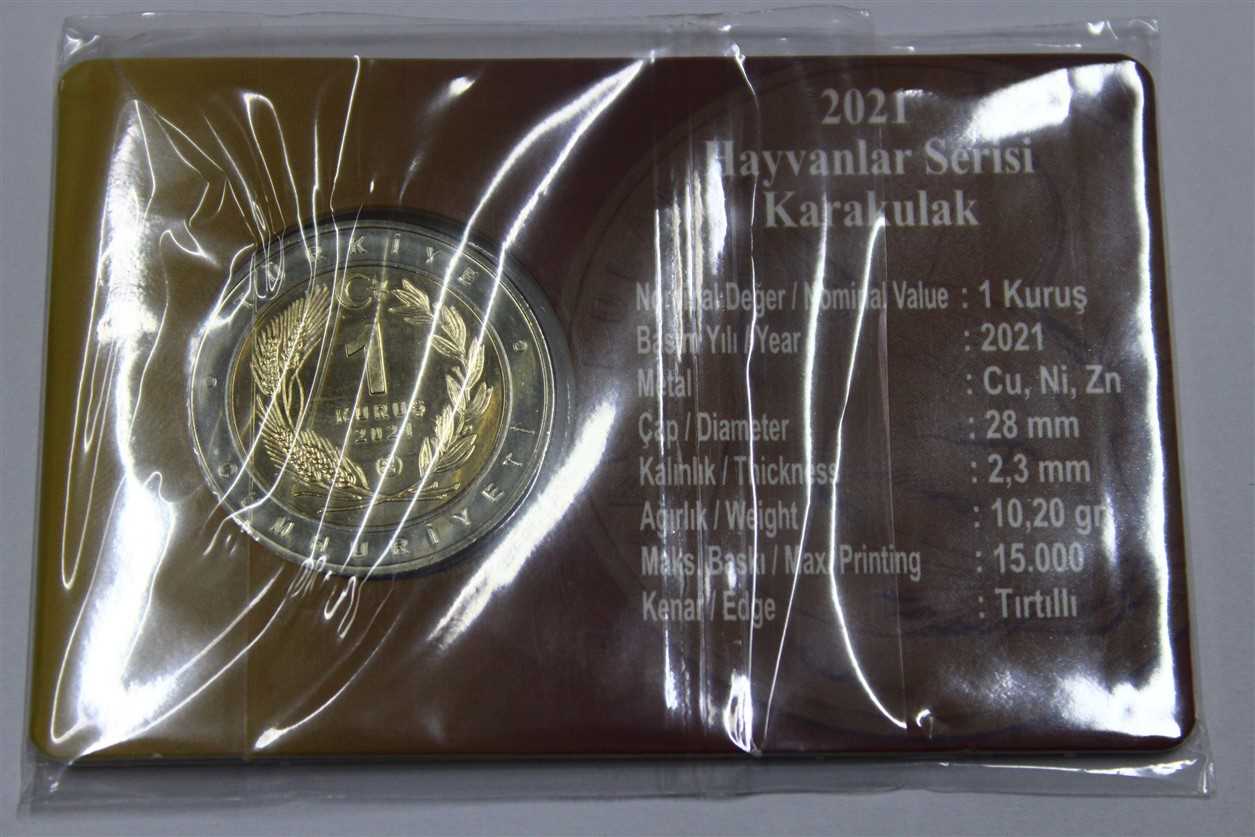 2021
Hayvanlar Serisi
Karakulak
Nominal Değer / Nominal Value : 1 Kuruş
Basım Yılı / Year : 2021
Metal : Cu, Ni, Zn
Çap / Diameter : 28 mm
Kalınlık / Thickness : 2,3 mm
Ağırlık / Weight : 10,20 gr
Maks. Baskı / Max. Printing : 15.000
Kenar / Edge : Tırtıllı
TÜRKİYE
1
KURUŞ
2021
CUMHURİYETİ